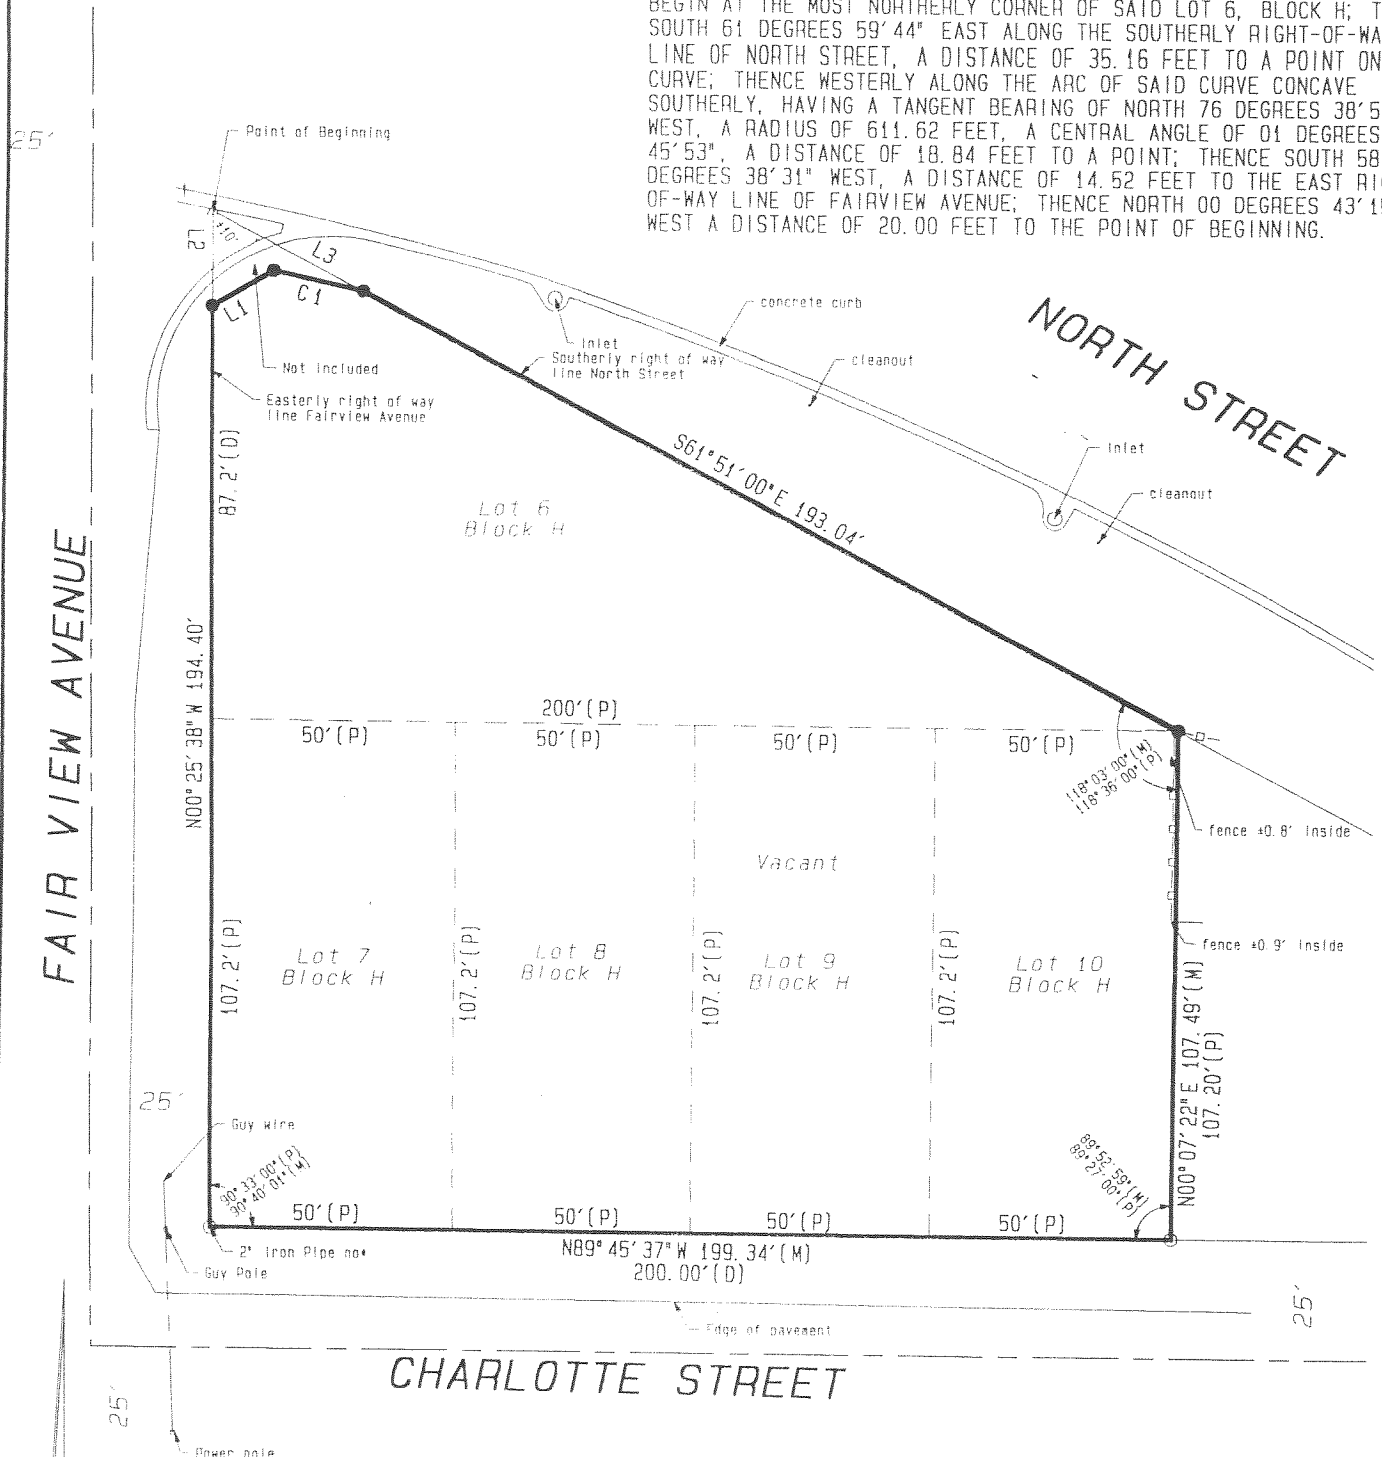 BEGIN AT THE MOST NORTHERLY CORNER OF SAID LOT 6, BLOCK H;
SOUTH 61 DEGREES 59'44" EAST ALONG THE SOUTHERLY RIGHT-OF-WA
LINE OF NORTH STREET, A DISTANCE OF 35.16 FEET TO A POINT ON
CURVE; THENCE WESTERLY ALONG THE ARC OF SAID CURVE CONCAVE
SOUTHERLY, HAVING A TANGENT BEARING OF NORTH 76 DEGREES 38'5
WEST, A RADIUS OF 611.62 FEET, A CENTRAL ANGLE OF 01 DEGREES
45'53", A DISTANCE OF 18.84 FEET TO A POINT; THENCE SOUTH 58
DEGREES 38'31" WEST, A DISTANCE OF 14.52 FEET TO THE EAST RI
OF-WAY LINE OF FAIRVIEW AVENUE; THENCE NORTH 00 DEGREES 43'1
WEST A DISTANCE OF 20.00 FEET TO THE POINT OF BEGINNING.
25'
Point of Beginning
±10'
L2
L3
L1
C1
concrete curb
Inlet
Southerly right of way
line North Street
cleanout
NORTH STREET
Not Included
Easterly right of way
line Fairview Avenue
Inlet
cleanout
87.2'(D)
S61°51'00"E 193.04'
Lot 6
Block H
FAIR VIEW AVENUE
N00°25'38"W 194.40'
200'(P)
50'(P)
50'(P)
50'(P)
50'(P)
118°03'00"(M)
118°36'00"(P)
fence ±0.8' Inside
Vacant
107.2'(P)
Lot 7
Block H
107.2'(P)
Lot 8
Block H
107.2'(P)
Lot 9
Block H
107.2'(P)
Lot 10
Block H
fence ±0.9' Inside
N00°07'22"E 107.49'(M)
107.20'(P)
25'
Guy wire
90°33'00"(P)
90°40'01"(M)
89°52'59"(M)
89°27'00"(P)
50'(P)
50'(P)
50'(P)
50'(P)
2" Iron Pipe
Guy Pole
N89°45'37"W 199.34'(M)
200.00'(D)
25'
Edge of pavement
CHARLOTTE STREET
25'
Power pole